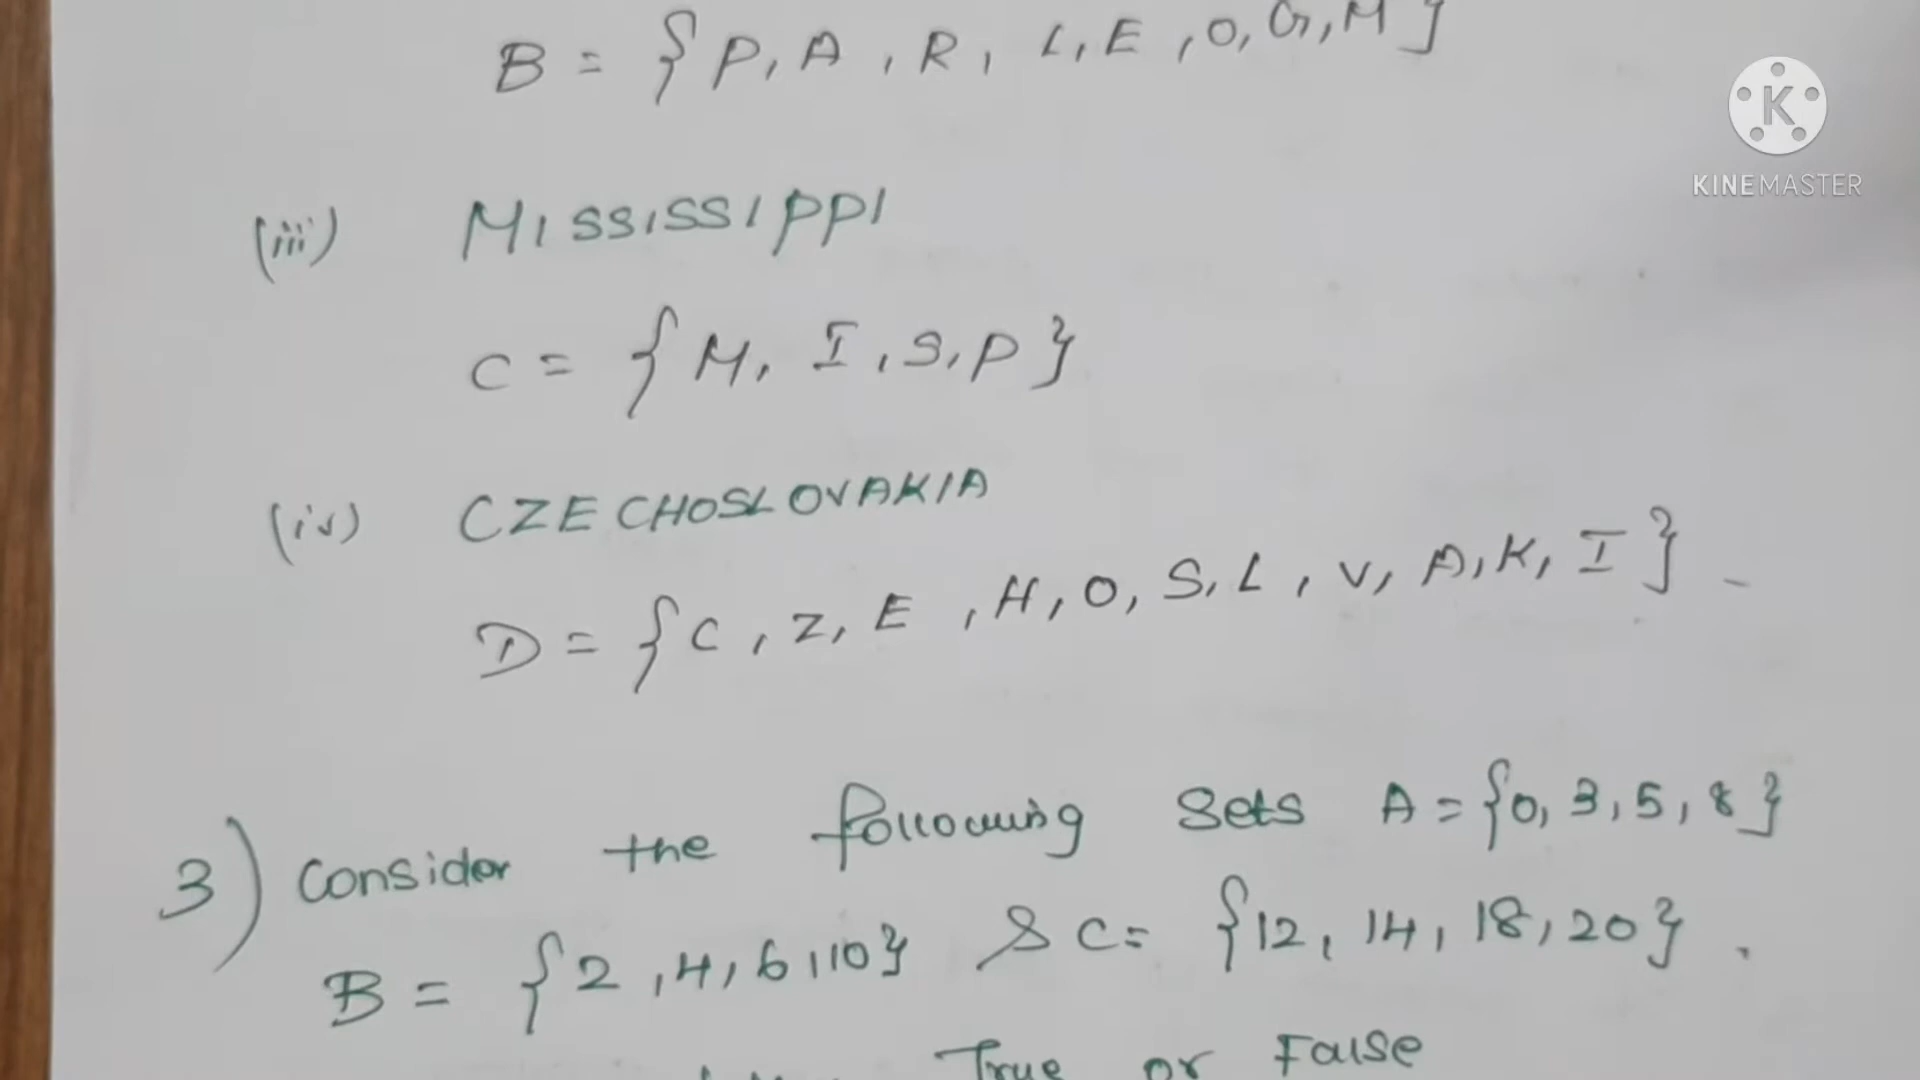 B = { P, A, R, L, E, O, G, M }
K
KINEMASTER
(iii) MISSISSIPPI
C = { M, I, S, P }
(iv) CZECHOSLOVAKIA
D = { C, Z, E, H, O, S, L, V, A, K, I }
3) Consider the following sets A = {0, 3, 5, 8}
B = {2, 4, 6, 10} & C = {12, 14, 18, 20}.
True or False